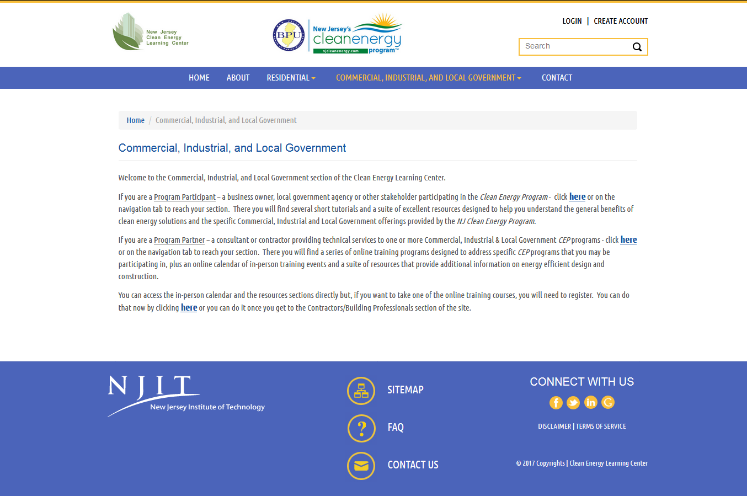 LOGIN | CREATE ACCOUNT
New Jersey
Clean Energy
Learning Center
BPU
New Jersey's
cleanenergy
program™
njcleanenergy.com
Search
HOME ABOUT RESIDENTIAL COMMERCIAL, INDUSTRIAL, AND LOCAL GOVERNMENT CONTACT
Home / Commercial, Industrial, and Local Government
Commercial, Industrial, and Local Government
Welcome to the Commercial, Industrial, and Local Government section of the Clean Energy Learning Center.
If you are a Program Participant – a business owner, local government agency or other stakeholder participating in the Clean Energy Program - click here or on the
navigation tab to reach your section. There you will find several short tutorials and a suite of excellent resources designed to help you understand the general benefits of
clean energy solutions and the specific Commercial, Industrial and Local Government offerings provided by the NJ Clean Energy Program.
If you are a Program Partner – a consultant or contractor providing technical services to one or more Commercial, Industrial & Local Government CEP programs - click here
or on the navigation tab to reach your section. There you will find a series of online training programs designed to address specific CEP programs that you may be
participating in, plus an online calendar of in-person training events and a suite of resources that provide additional information on energy efficient design and
construction.
You can access the in-person calendar and the resources sections directly but, if you want to take one of the online training courses, you will need to register. You can do
that now by clicking here or you can do it once you get to the Contractors/Building Professionals section of the site.
NJIT
New Jersey Institute of Technology
SITEMAP
FAQ
CONTACT US
CONNECT WITH US
DISCLAIMER | TERMS OF SERVICE
© 2017 Copyrights | Clean Energy Learning Center